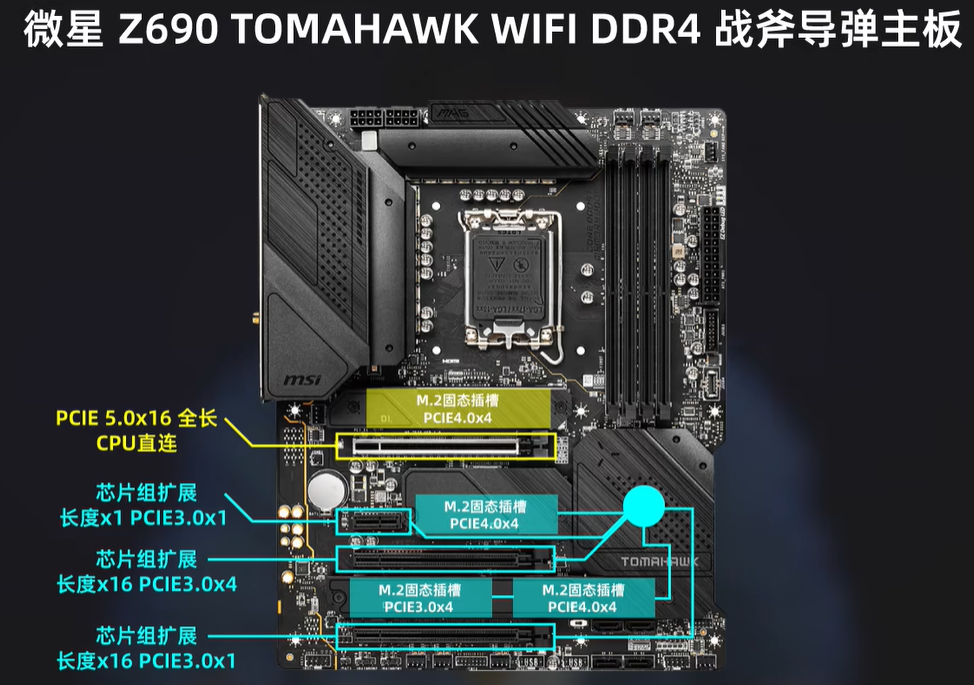 微星 Z690 TOMAHAWK WIFI DDR4 战斧导弹主板
MAG
msi
M.2固态插槽
PCIE4.0x4
PCIE 5.0x16 全长
CPU直连
芯片组扩展
长度x1 PCIE3.0x1
M.2固态插槽
PCIE4.0x4
芯片组扩展
长度x16 PCIE3.0x4
TOMAHAWK
M.2固态插槽
PCIE3.0x4
M.2固态插槽
PCIE4.0x4
芯片组扩展
长度x16 PCIE3.0x1